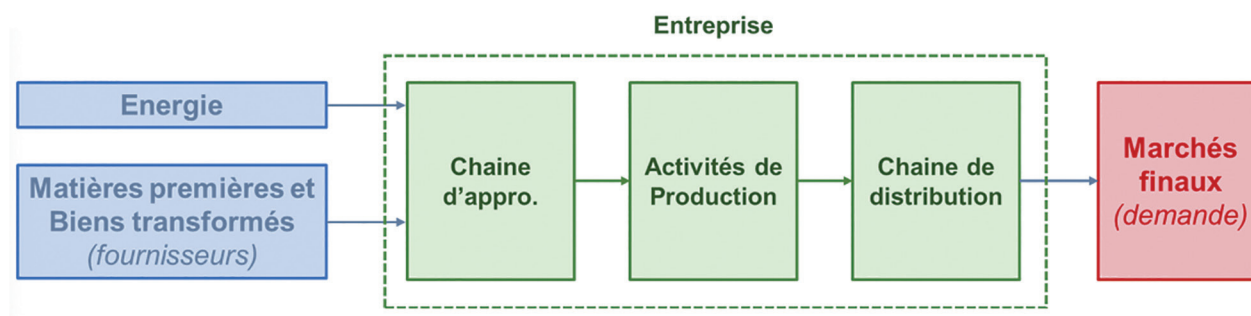 Entreprise
Energie
Matières premières et
Biens transformés
(fournisseurs)
Chaine
d’appro.
Activités de
Production
Chaine de
distribution
Marchés
finaux
(demande)